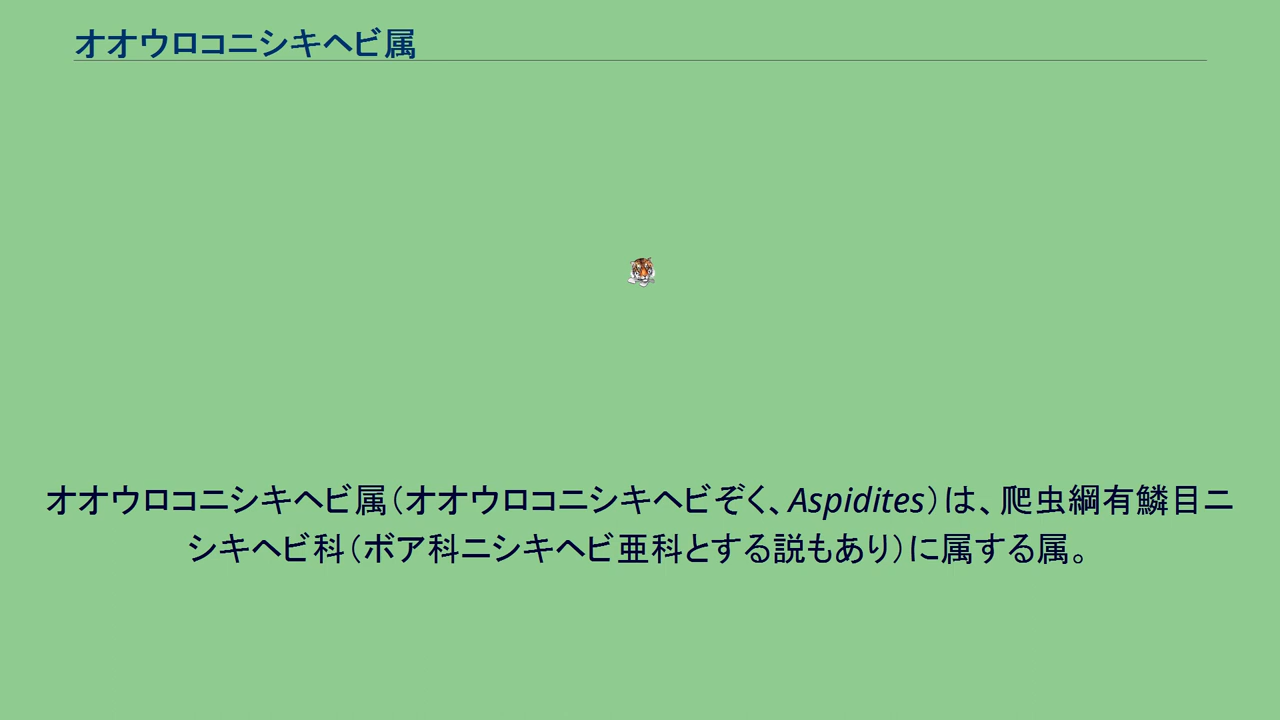 オオウロコニシキヘビ属
オオウロコニシキヘビ属（オオウロコニシキヘビぞく、Aspidites）は、爬虫綱有鱗目ニ
シキヘビ科（ボア科ニシキヘビ亜科とする説もあり）に属する属。